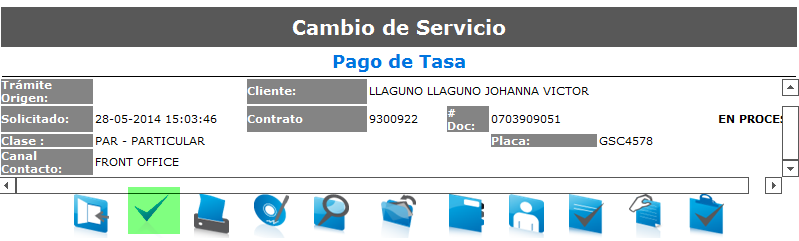 Cambio de Servicio
Pago de Tasa
Trámite Origen: Cliente: LLAGUNO LLAGUNO JOHANNA VICTOR
Solicitado: 28-05-2014 15:03:46 Contrato 9300922 # Doc: 0703909051 EN PROCES
Clase : PAR - PARTICULAR Placa: GSC4578
Canal Contacto: FRONT OFFICE